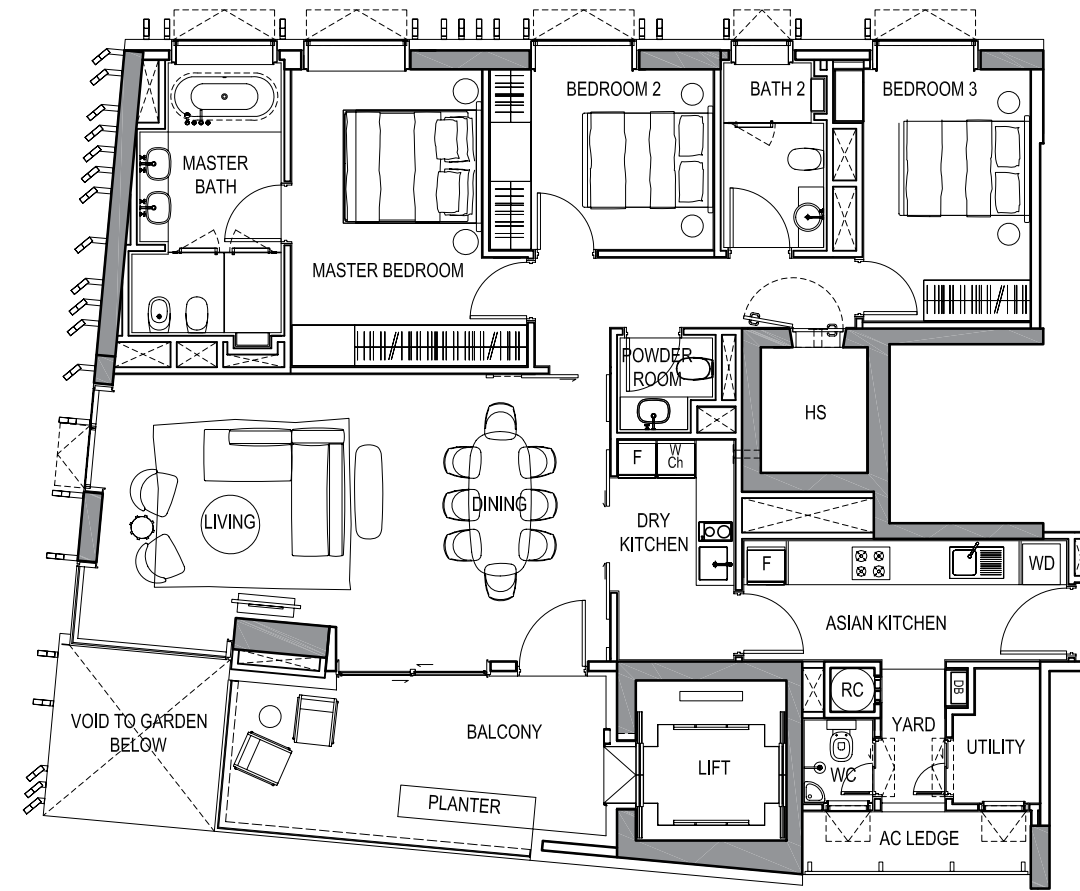 BEDROOM 2
BATH 2
BEDROOM 3
MASTER
BATH
MASTER BEDROOM
POWDER
ROOM
HS
F
W
Ch
LIVING
DINING
DRY
KITCHEN
F
WD
ASIAN KITCHEN
RC
DB
VOID TO GARDEN
BELOW
BALCONY
YARD
UTILITY
LIFT
WC
PLANTER
AC LEDGE